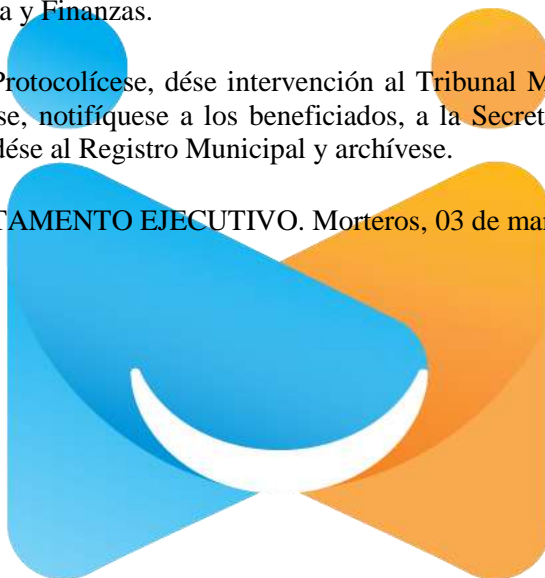 a y Finanzas.
Protocolícese, dése intervención al Tribunal M
se, notifíquese a los beneficiados, a la Secret
dése al Registro Municipal y archívese.
TAMENTO EJECUTIVO. Morteros, 03 de mar